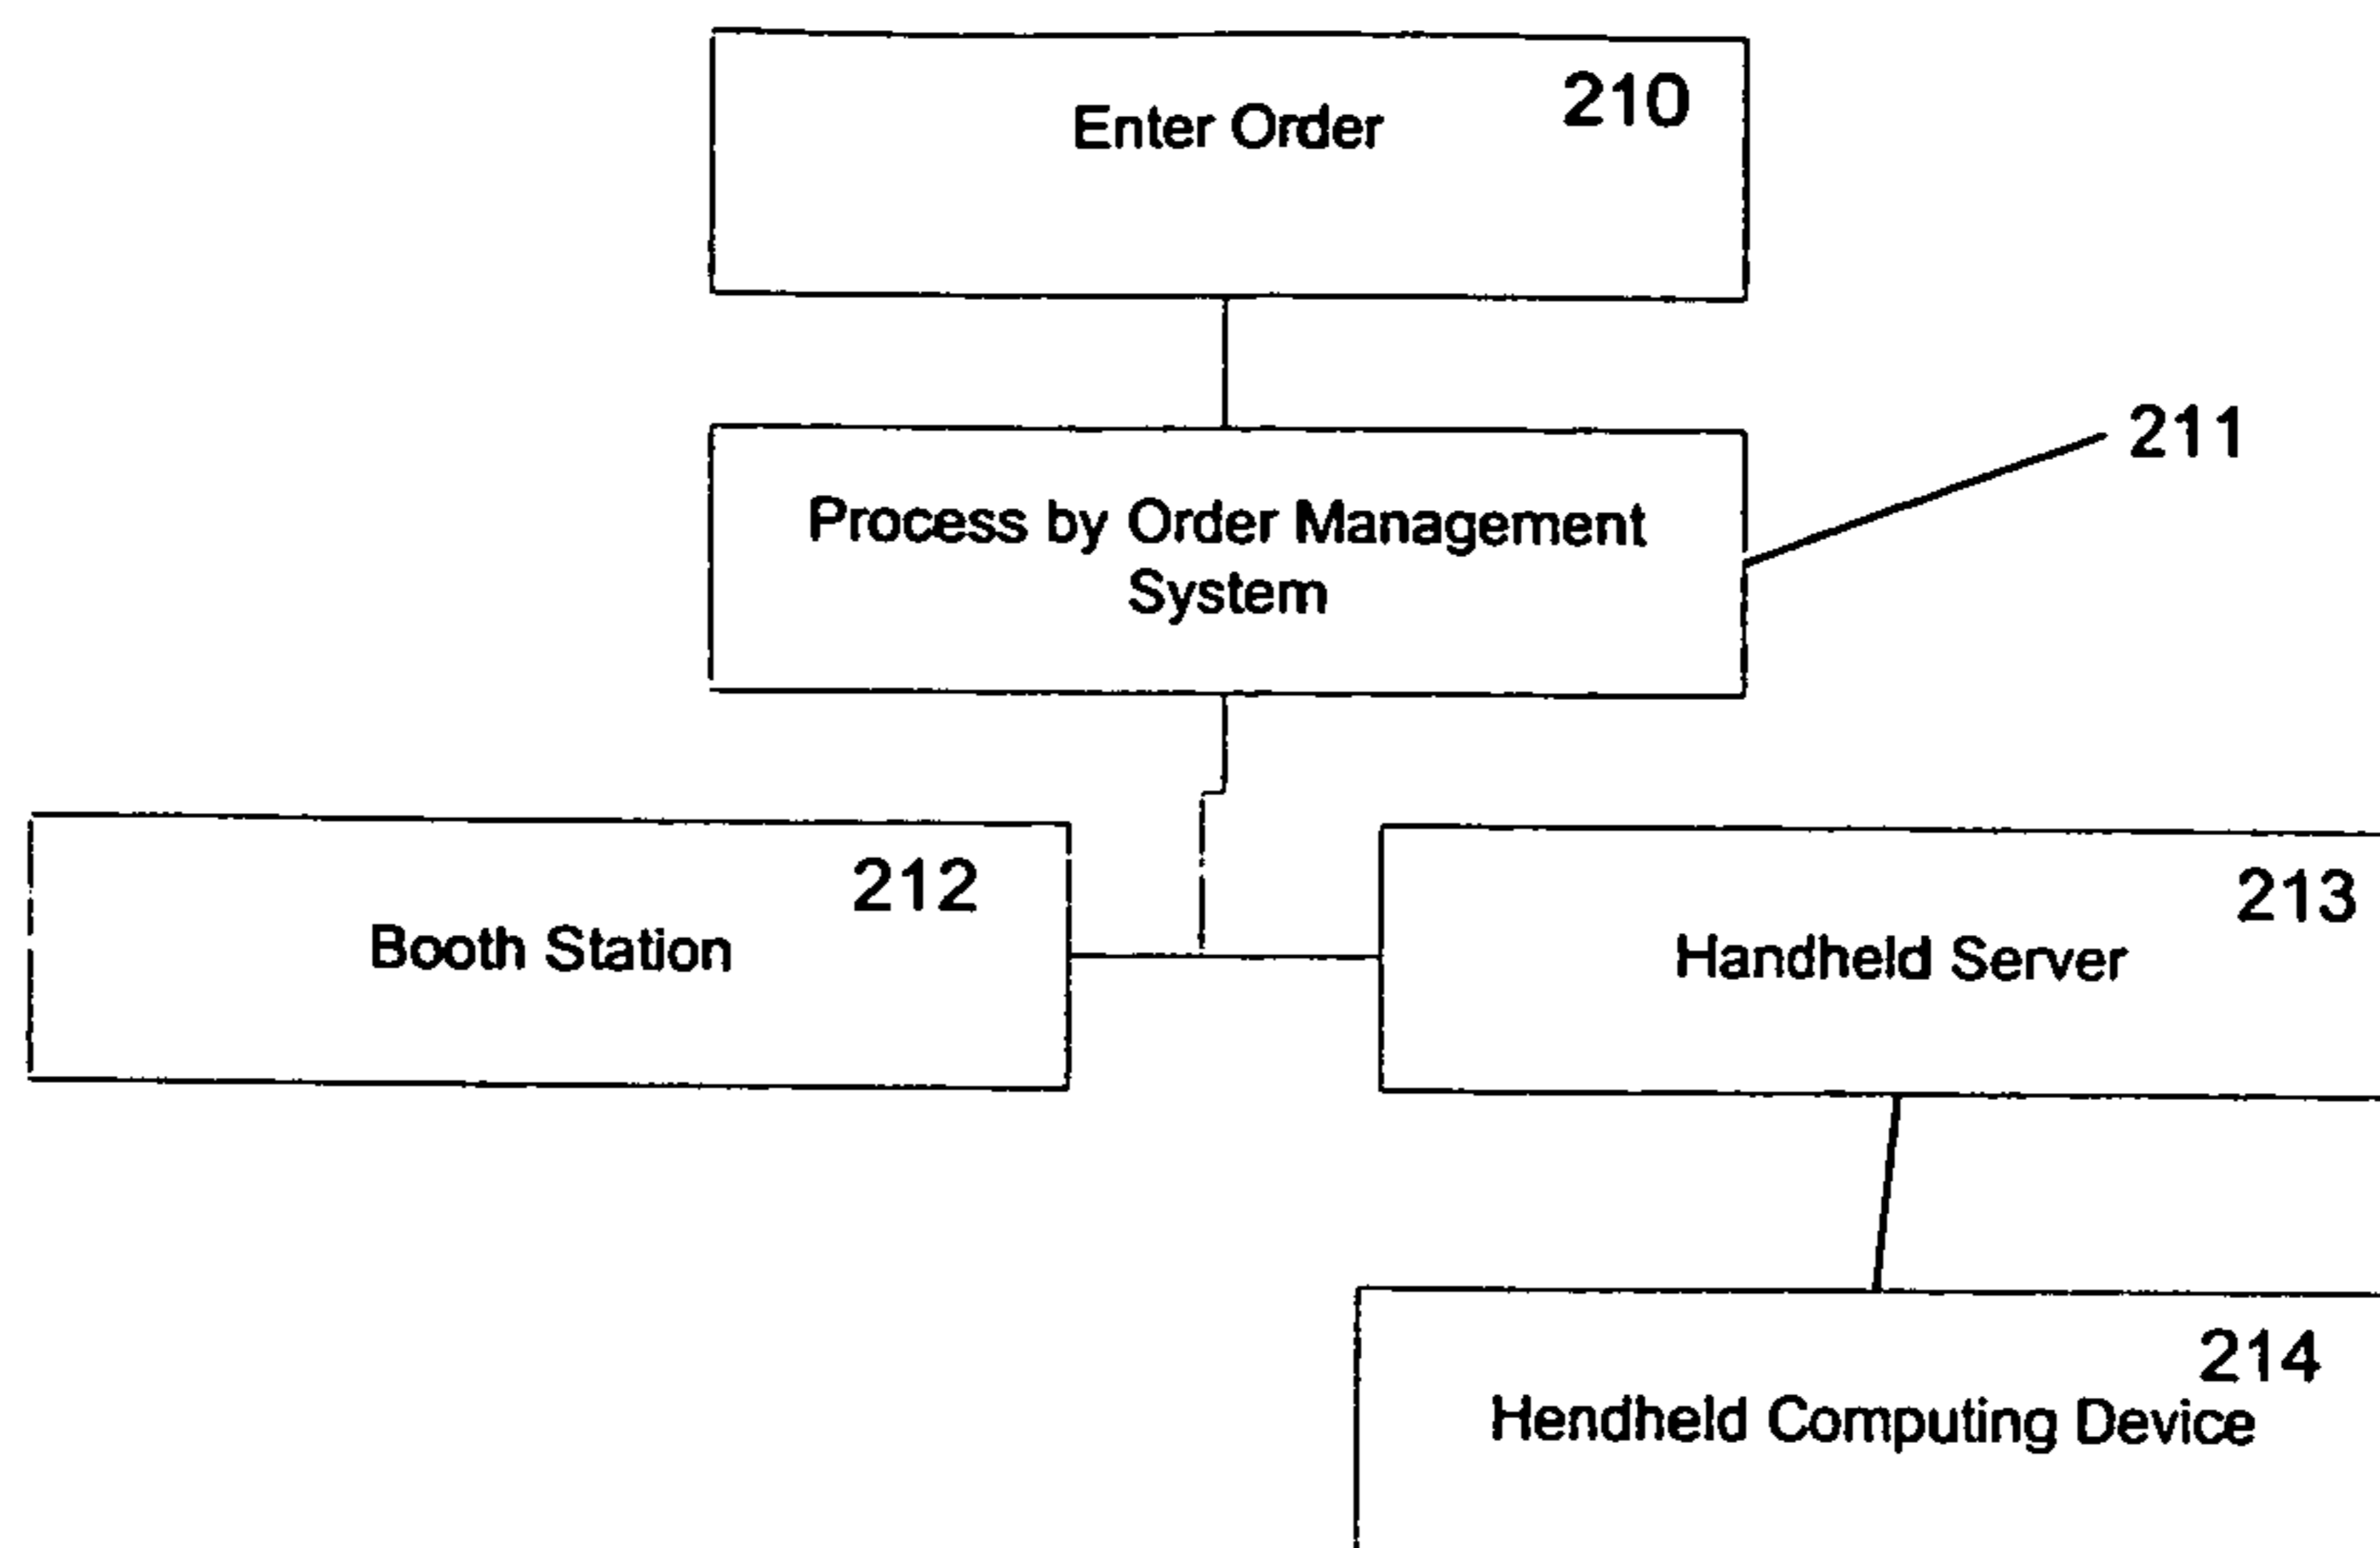 210
Enter Order
211
Process by Order Management
System
212
Booth Station
213
Handheld Server
214
Hendheld Computing Device